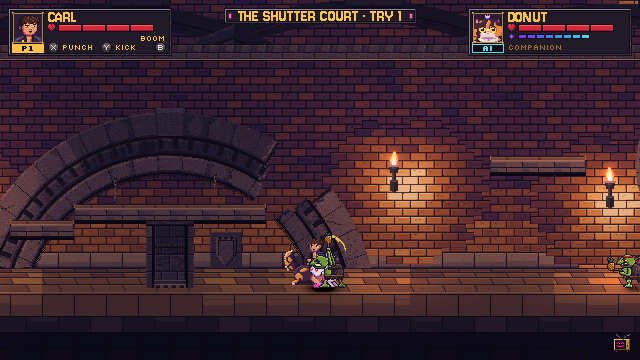 CARL
P1
X PUNCH Y KICK
BOOM
B
THE SHUTTER COURT · TRY 1
DONUT
AI
COMPANION